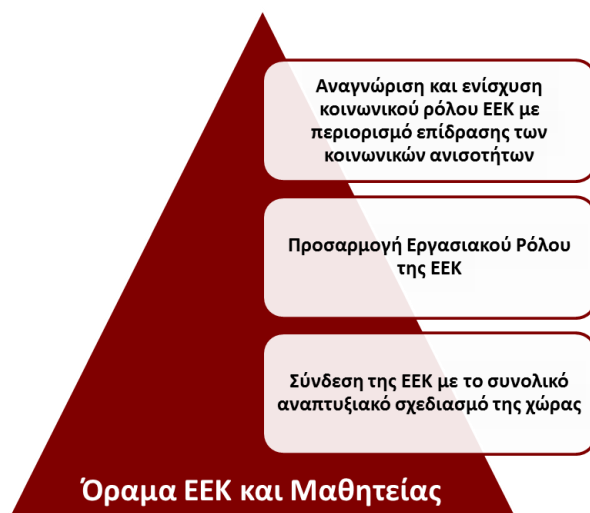 Αναγνώριση και ενίσχυση
κοινωνικού ρόλου ΕΕΚ με
περιορισμό επίδρασης των
κοινωνικών ανισοτήτων
Προσαρμογή Εργασιακού Ρόλου
της ΕΕΚ
Σύνδεση της ΕΕΚ με το συνολικό
αναπτυξιακό σχεδιασμό της χώρας
Όραμα ΕΕΚ και Μαθητείας